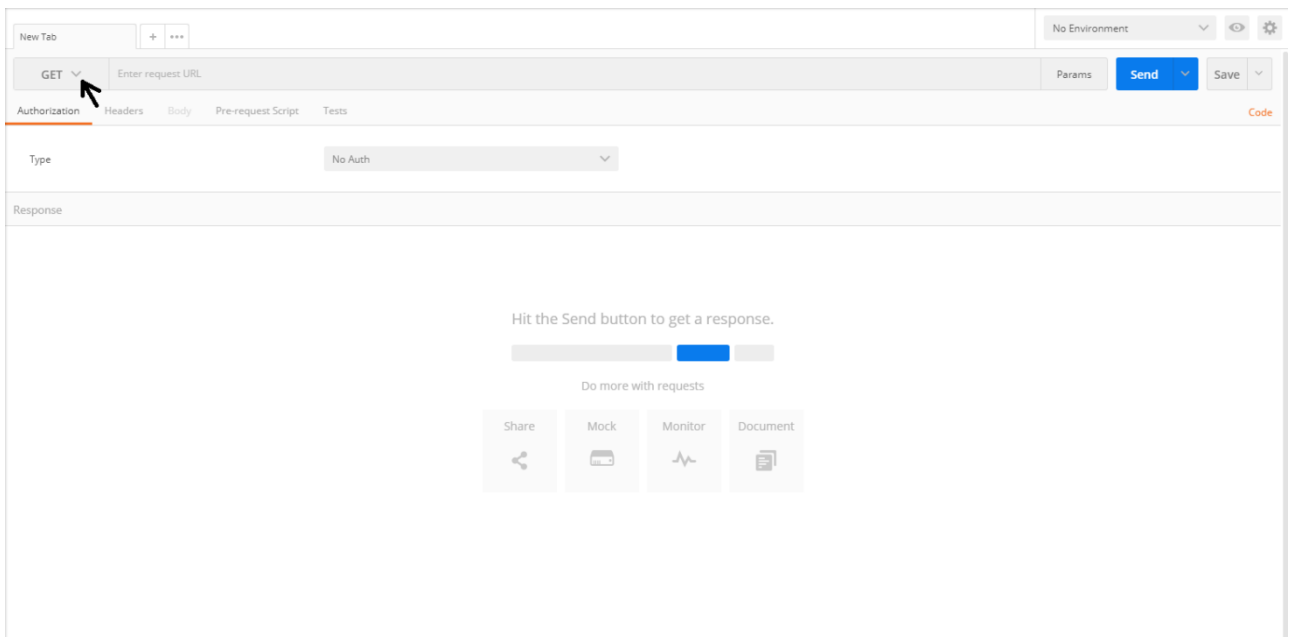 New Tab + ••• No Environment
GET Enter request URL Params Send Save
Authorization Headers Body Pre-request Script Tests Code
Type No Auth
Response
Hit the Send button to get a response.
Do more with requests
Share Mock Monitor Document